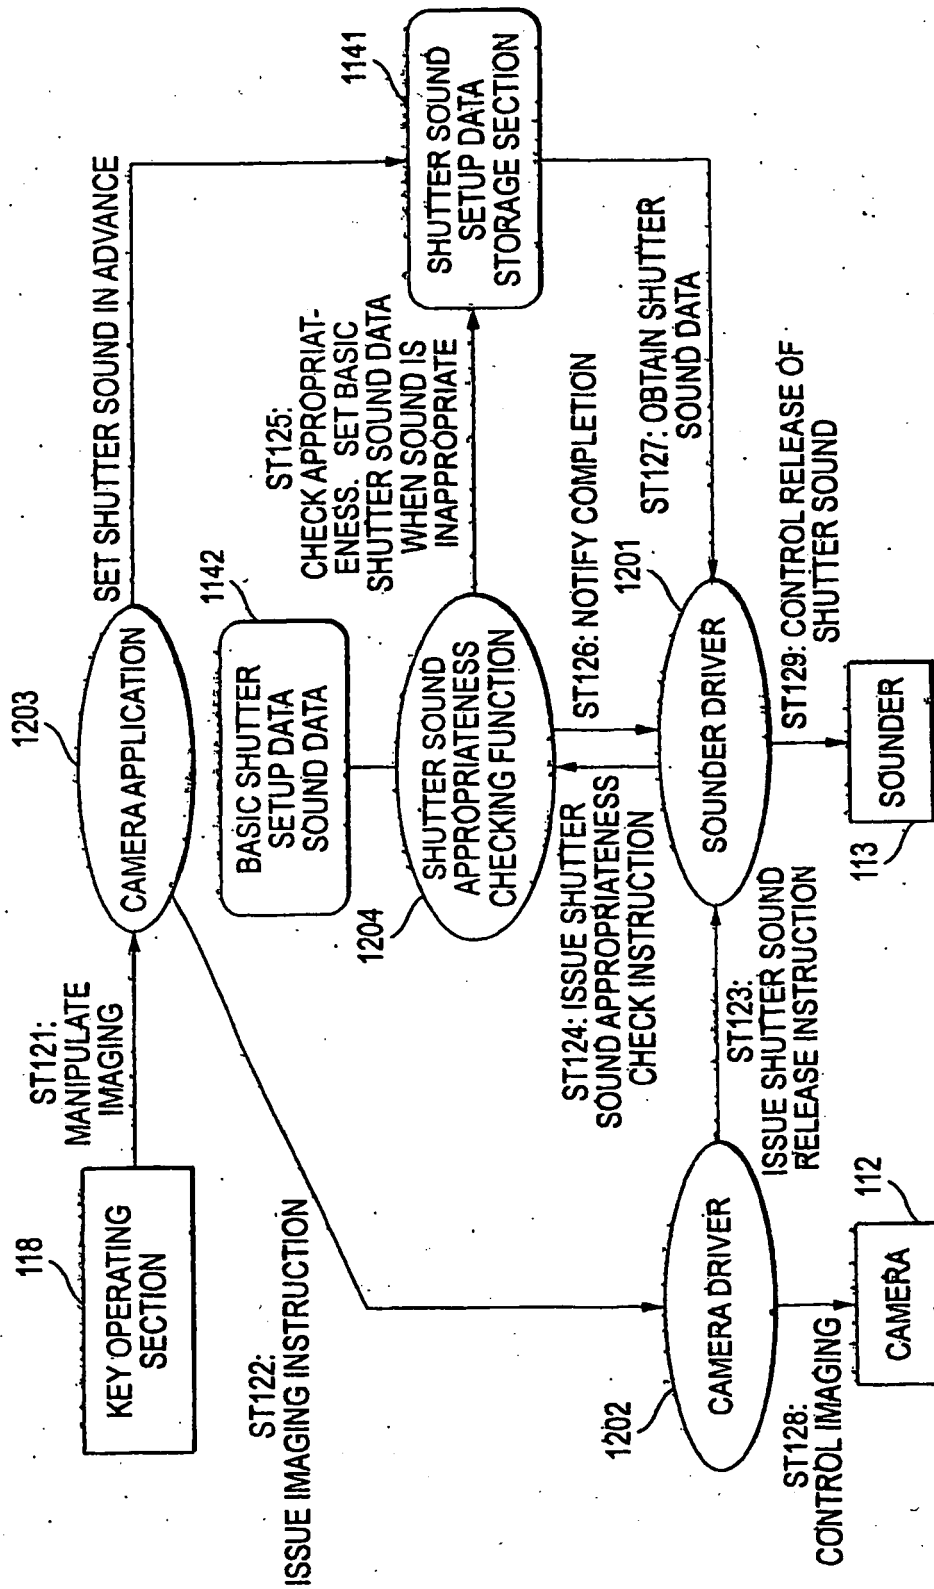 118
KEY OPERATING
SECTION
ST121:
MANIPULATE
IMAGING
1203
CAMERA APPLICATION
SET SHUTTER SOUND IN ADVANCE
ST122:
ISSUE IMAGING INSTRUCTION
1142
BASIC SHUTTER
SETUP DATA
SOUND DATA
ST125:
CHECK APPROPRIAT-
ENESS. SET BASIC
SHUTTER SOUND DATA
WHEN SOUND IS
INAPPROPRIATE
1141
SHUTTER SOUND
SETUP DATA
STORAGE SECTION
1204
SHUTTER SOUND
APPROPRIATENESS
CHECKING FUNCTION
ST124: ISSUE SHUTTER
SOUND APPROPRIATENESS
CHECK INSTRUCTION
ST126: NOTIFY COMPLETION
ST127: OBTAIN SHUTTER
SOUND DATA
1202
CAMERA DRIVER
ST123:
ISSUE SHUTTER SOUND
RELEASE INSTRUCTION
1201
SOUNDER DRIVER
ST128:
CONTROL IMAGING
112
CAMERA
ST129: CONTROL RELEASE OF
SHUTTER SOUND
113
SOUNDER